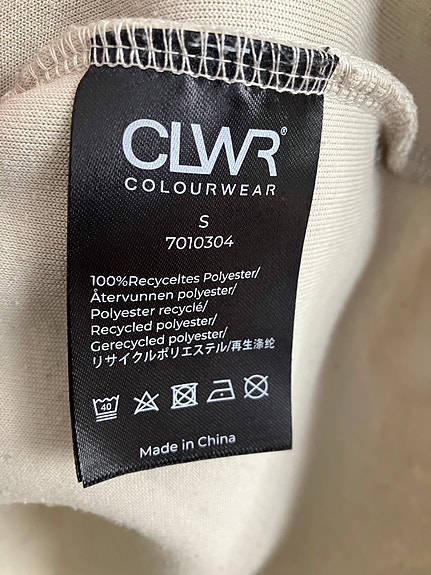 CLWR®
COLOURWEAR
S
7010304
100%Recyceltes Polyester/
Återvunnen polyester/
Polyester recyclé/
Recycled polyester/
Gerecycled polyester/
リサイクルポリエステル/再生涤纶
40
Made in China